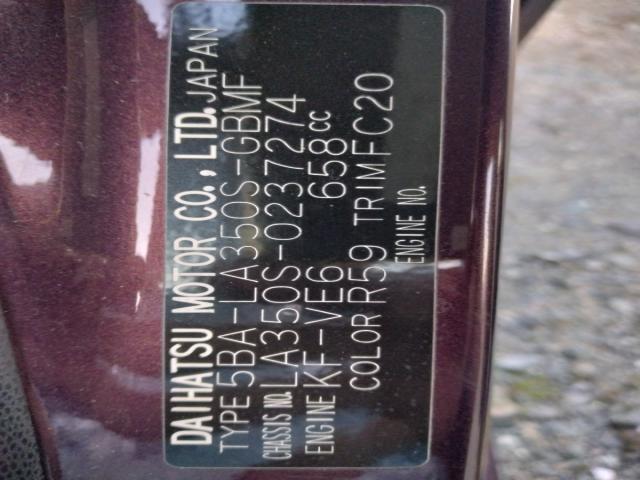 DAIHATSU MOTOR CO., LTD. JAPAN
TYPE 5BA-LA350S-GBMF
CHASSIS NO. LA350S-0237274
ENGINE KF-VE6 658cc
COLOR R59 TRIM FC20
ENGINE NO.